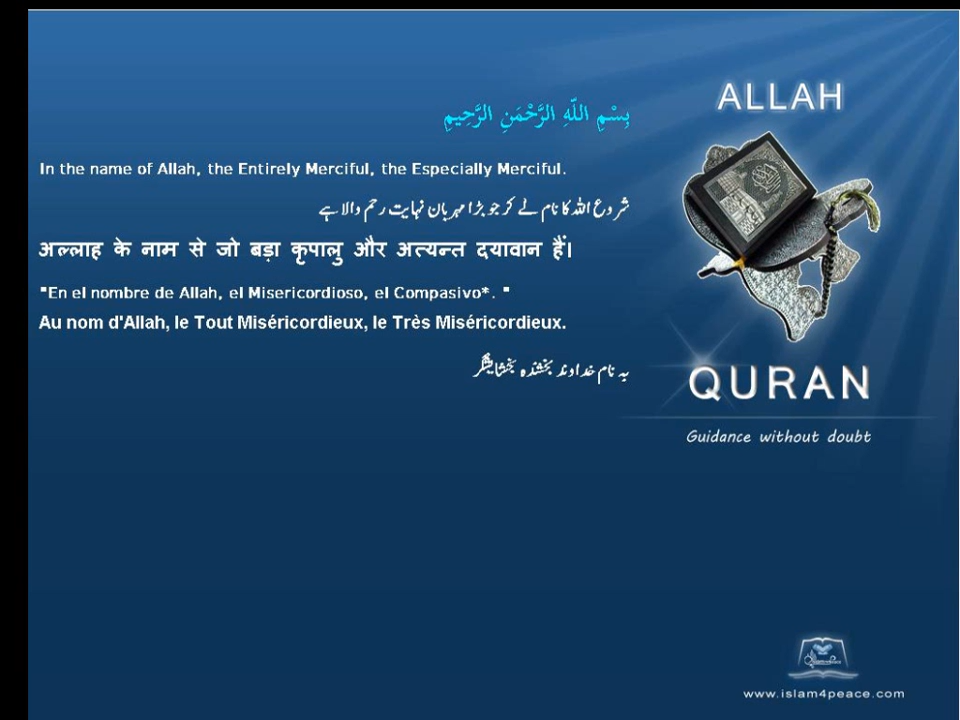 بِسْمِ اللّهِ الرَّحْمَنِ الرَّحِيمِ
In the name of Allah, the Entirely Merciful, the Especially Merciful.
شروع اللہ کا نام لے کر جو بڑا مہربان نہایت رحم والا ہے
अल्लाह के नाम से जो बड़ा कृपालु और अत्यन्त दयावान हैं।
"En el nombre de Allah, el Misericordioso, el Compasivo*. "
Au nom d'Allah, le Tout Miséricordieux, le Très Miséricordieux.
به نام خداوند بخشنده بخشایشگر
ALLAH
QURAN
Guidance without doubt
www.islam4peace.com